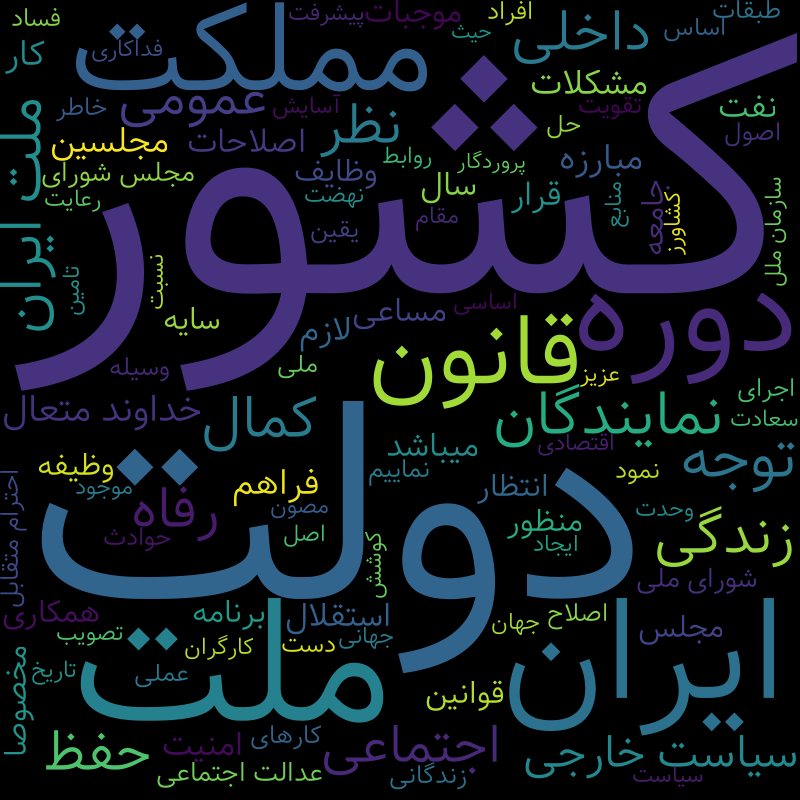 فساد
پیشرفت
موجبات
افراد
طبقات
کار
فداکاری
مملکت
حیث
داخلی
اساس
خاطر
عمومی
آسایش
نظر
مشکلات
تقویت
نفت
ملت ایران
مجلسین
اصلاحات
حل
اصول
مجلس شورای
وظایف
روابط
پروردگار
مبارزه
رعایت
نهضت
سال
قرار
منابع
جامعه
کشاورز
سازمان ملل
یقین
مقام
کشور
تامین
نسبت
سایه
مساعی
اساسی
لازم
قانون
دوره
وسیله
ملی
عزیز
اجرای
خداوند متعال
کمال
نمایندگان
سعادت
میباشد
اقتصادی
توجه
وظیفه
فراهم
نماییم
انتظار
نمود
موجود
رفاه
مصون
منظور
وحدت
احترام متقابل
حوادث
اصل
کوشش
ایجاد
زندگی
دولت
شورای ملی
همکاری
برنامه
استقلال
جهان
اصلاح
تصویب
ملت
کارگران
دست
جهانی
ایران
مجلس
مخصوصا
تاریخ
عملی
قوانین
حفظ
امنیت
کارهای
اجتماعی
سیاست خارجی
عدالت اجتماعی
زندگانی
سیاست